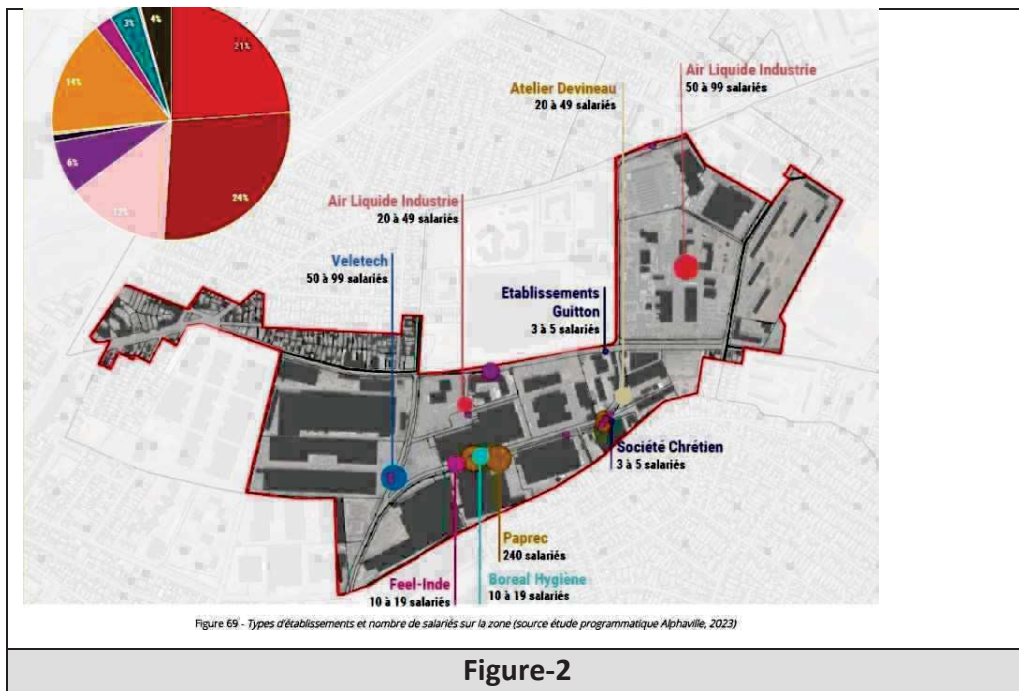 4%
3%
21%
14%
6%
24%
12%
Air Liquide Industrie
50 à 99 salariés
Atelier Devineau
20 à 49 salariés
Air Liquide Industrie
20 à 49 salariés
Veletech
50 à 99 salariés
Etablissements
Guitton
3 à 5 salariés
Société Chrétien
3 à 5 salariés
Paprec
240 salariés
Boreal Hygiène
10 à 19 salariés
Feel-Inde
10 à 19 salariés
Figure 69 - Types d'établissements et nombre de salariés sur la zone (source étude programmatique Alphaville, 2023)
Figure-2